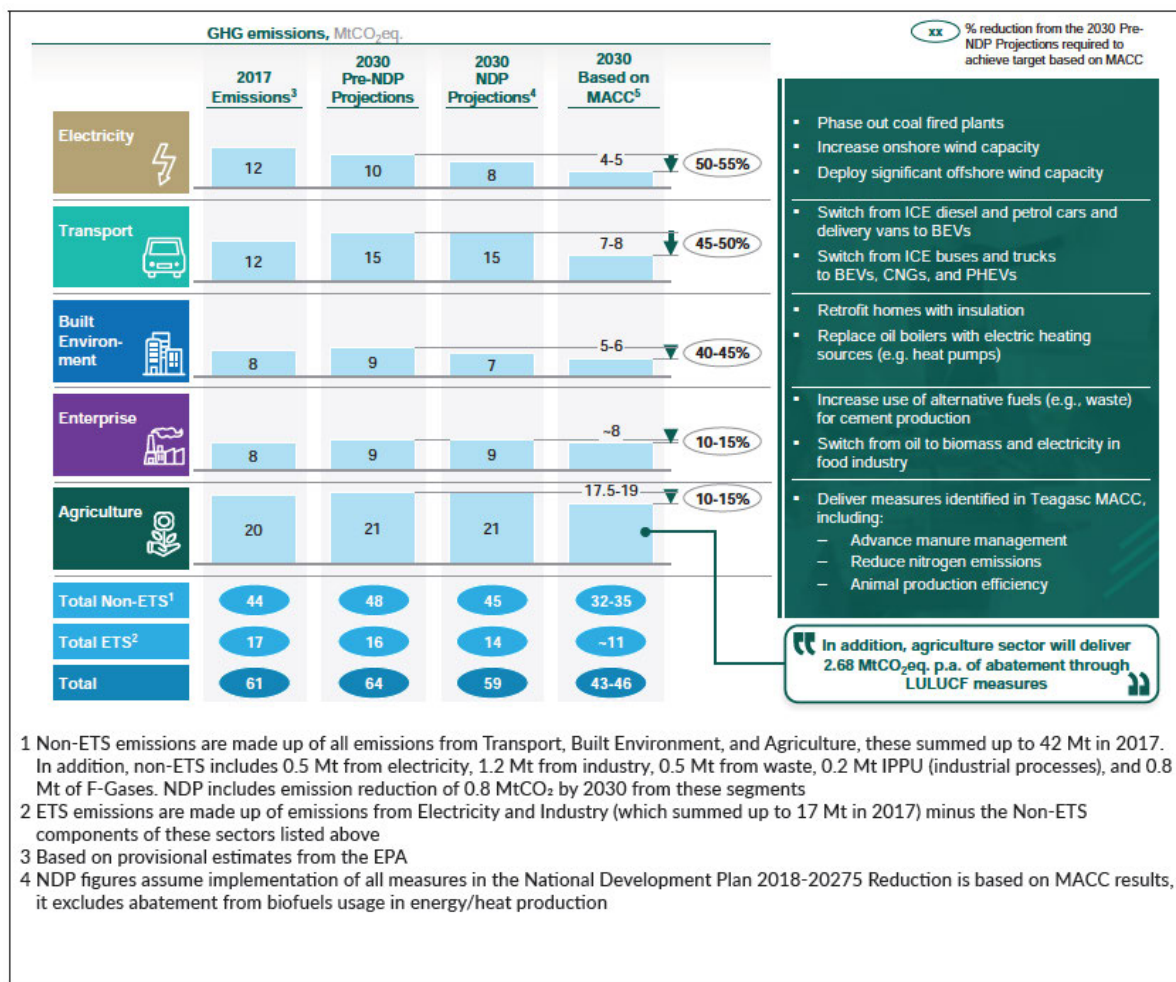 GHG emissions, MtCO₂eq.
xx
% reduction from the 2030 Pre-
NDP Projections required to
achieve target based on MACC
2017
Emissions³
2030
Pre-NDP
Projections
2030
NDP
Projections⁴
2030
Based on
MACC⁵
Electricity
12
10
8
4-5
50-55%
▪ Phase out coal fired plants
▪ Increase onshore wind capacity
▪ Deploy significant offshore wind capacity
Transport
12
15
15
7-8
45-50%
▪ Switch from ICE diesel and petrol cars and
delivery vans to BEVs
▪ Switch from ICE buses and trucks
to BEVs, CNGs, and PHEVs
Built
Environ-
ment
8
9
7
5-6
40-45%
▪ Retrofit homes with insulation
▪ Replace oil boilers with electric heating
sources (e.g. heat pumps)
Enterprise
8
9
9
~8
10-15%
▪ Increase use of alternative fuels (e.g., waste)
for cement production
▪ Switch from oil to biomass and electricity in
food industry
Agriculture
20
21
21
17.5-19
10-15%
▪ Deliver measures identified in Teagasc MACC,
including:
– Advance manure management
– Reduce nitrogen emissions
– Animal production efficiency
Total Non-ETS¹
44
48
45
32-35
Total ETS²
17
16
14
~11
Total
61
64
59
43-46
In addition, agriculture sector will deliver
2.68 MtCO₂eq. p.a. of abatement through
LULUCF measures
1 Non-ETS emissions are made up of all emissions from Transport, Built Environment, and Agriculture, these summed up to 42 Mt in 2017.
In addition, non-ETS includes 0.5 Mt from electricity, 1.2 Mt from industry, 0.5 Mt from waste, 0.2 Mt IPPU (industrial processes), and 0.8
Mt of F-Gases. NDP includes emission reduction of 0.8 MtCO₂ by 2030 from these segments
2 ETS emissions are made up of emissions from Electricity and Industry (which summed up to 17 Mt in 2017) minus the Non-ETS
components of these sectors listed above
3 Based on provisional estimates from the EPA
4 NDP figures assume implementation of all measures in the National Development Plan 2018-20275 Reduction is based on MACC results,
it excludes abatement from biofuels usage in energy/heat production